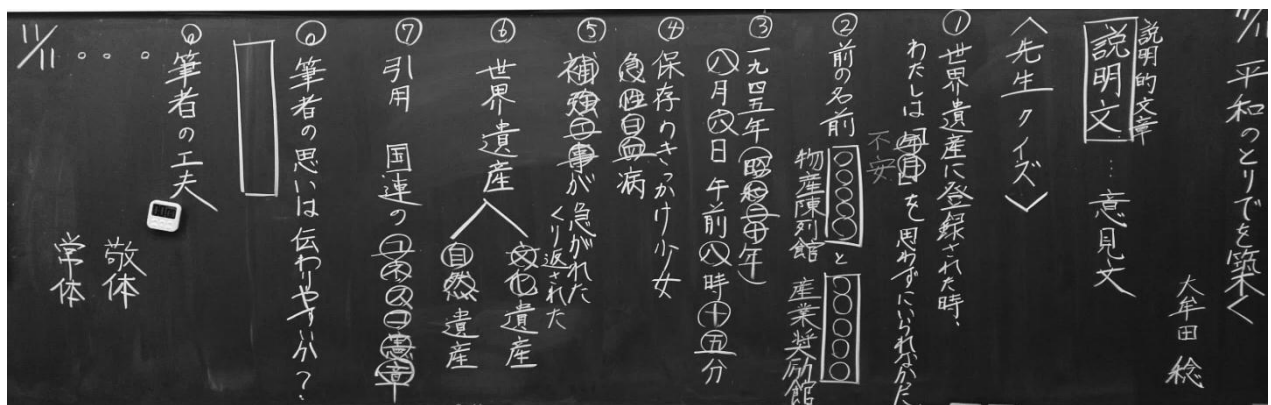 11/11 平和のとりでを築く
大牟田 稔
説明的文章
説明文…意見文
〈先生クイズ〉
① 世界遺産に登録された時、
わたしは「毎月」を思わずにいられなかった。
不安
② 前の名前 ○○○○○と○○○○○
物産陳列館 産業奨励館
③ 一九四五年(昭和二十年)
八月六日 午前八時十五分
④ 保存のきっかけ少女
急性白血病
⑤ 補強工事が急がれた
くり返された
⑥ 世界遺産
文化遺産
自然遺産
⑦ 引用 国連のユネスコ憲章
筆者の思いは伝わりやすいか?
筆者の工夫
敬体
常体
11/11